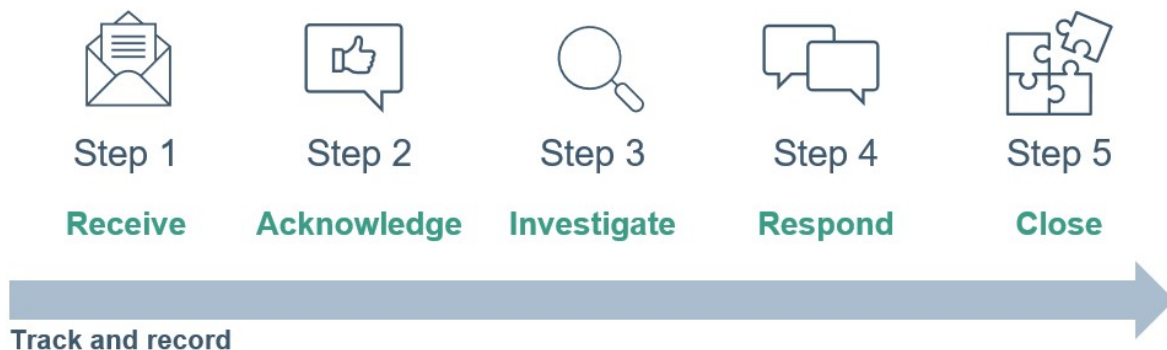 Step 1
Step 2
Step 3
Step 4
Step 5
Receive
Acknowledge
Investigate
Respond
Close
Track and record